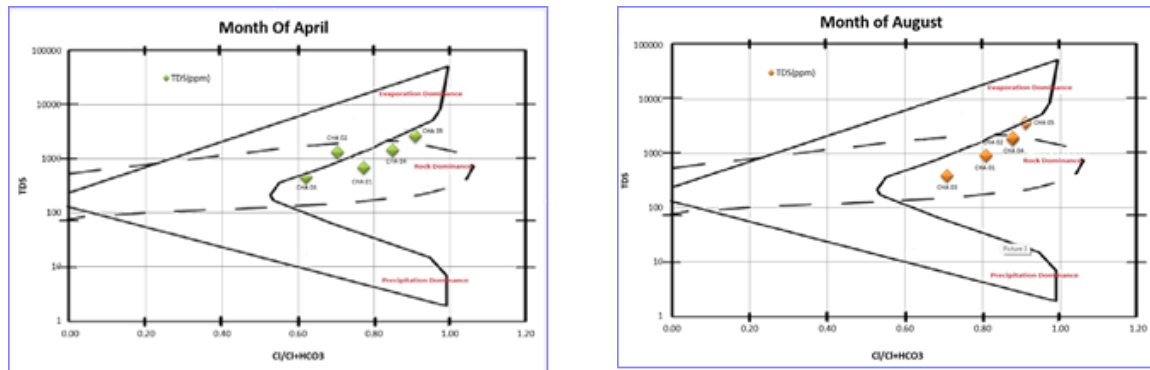 Month Of April
100000
10000
1000
100
10
1
TDS
TDS(ppm)
Evaporation Dominance
CHA 02
CHA 05
CHA 04
CHA 01
CHA 03
Rock Dominance
Precipitation Dominance
0.00 0.20 0.40 0.60 0.80 1.00 1.20
Cl/Cl+HCO3
Month of August
100000
10000
1000
100
10
1
TDS
TDS(ppm)
Evaporation Dominance
CHA 05
CHA 02
CHA 04
Rock Dominance
CHA 01
CHA 03
Picture 1
Precipitation Dominance
0.00 0.20 0.40 0.60 0.80 1.00 1.20
Cl/Cl+HCO3